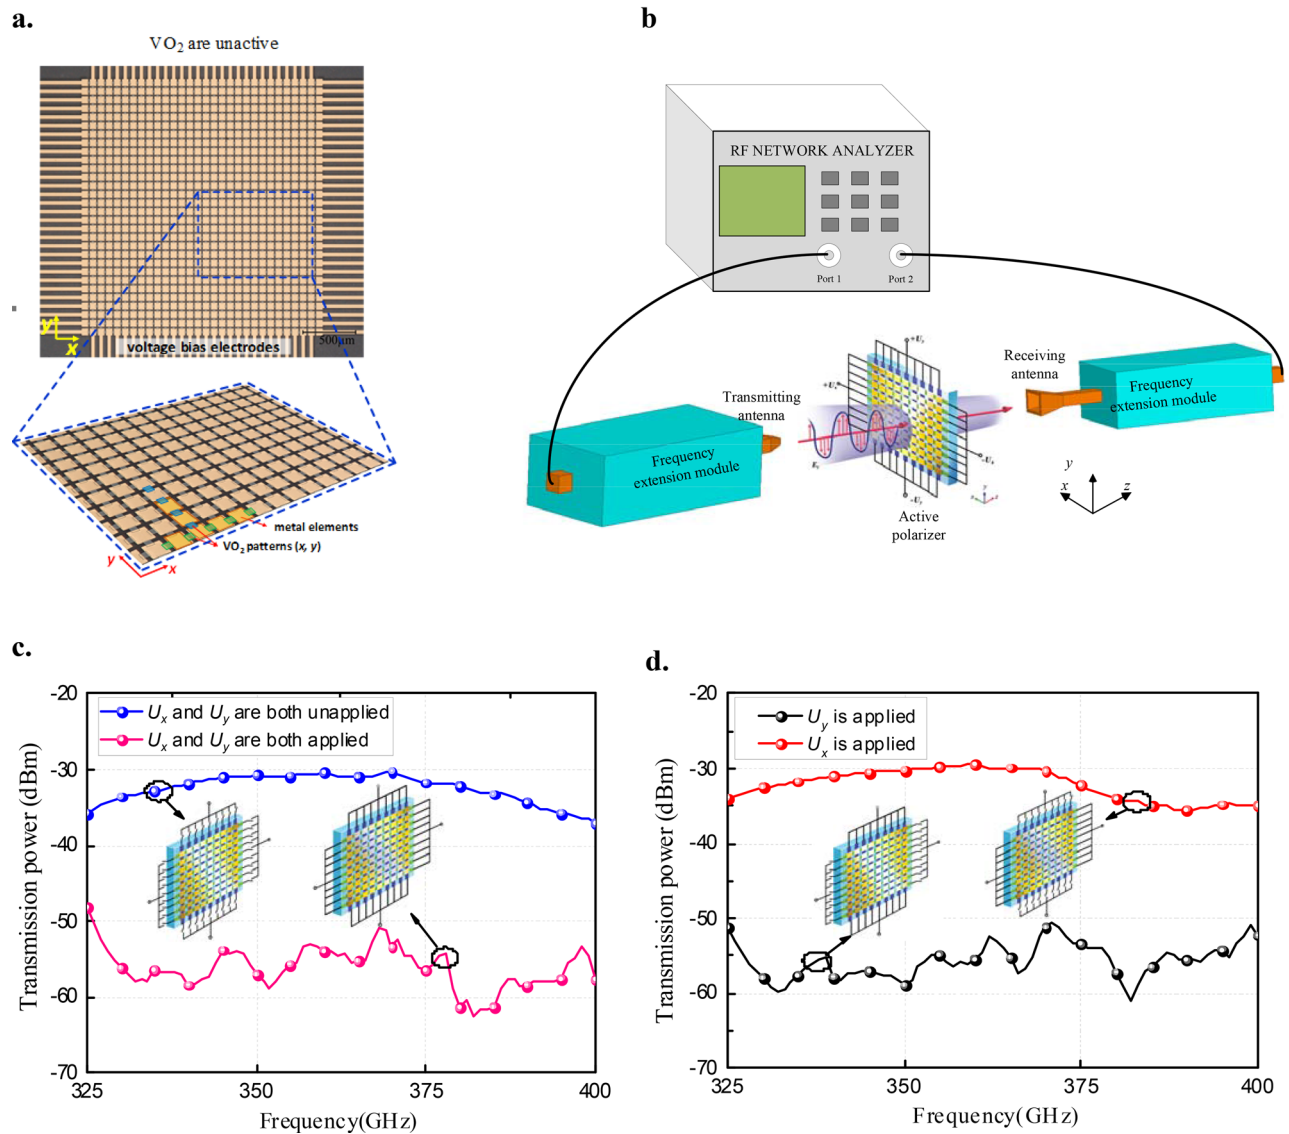 a.
VO₂ are unactive
y
x
voltage bias electrodes
500μm
metal elements
VO₂ patterns (x, y)
y
x
b
RF NETWORK ANALYZER
Port 1
Port 2
Transmitting
antenna
Receiving
antenna
Frequency
extension module
Frequency
extension module
+Uy
-Uy
Active
polarizer
y
x
z
c.
Transmission power (dBm)
-20
-30
-40
-50
-60
-70
Ux and Uy are both unapplied
Ux and Uy are both applied
325
350
375
400
Frequency(GHz)
d.
Transmission power (dBm)
-20
-30
-40
-50
-60
-70
Uy is applied
Ux is applied
325
350
375
400
Frequency(GHz)